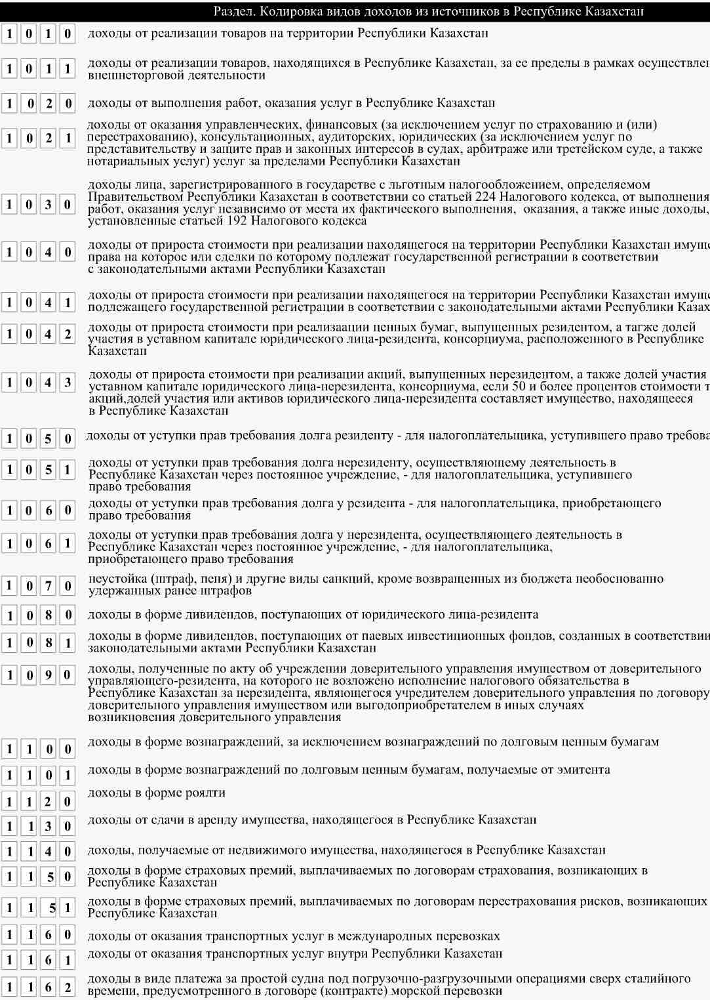 Раздел. Кодировка видов доходов из источников в Республике Казахстан
1 0 1 0 доходы от реализации товаров на территории Республики Казахстан
1 0 1 1 доходы от реализации товаров, находящихся в Республике Казахстан, за ее пределы в рамках осуществлен
внешнеторговой деятельности
1 0 2 0 доходы от выполнения работ, оказания услуг в Республике Казахстан
1 0 2 1 доходы от оказания управленческих, финансовых (за исключением услуг по страхованию и (или)
перестрахованию), консультационных, аудиторских, юридических (за исключением услуг по
представительству и защите прав и законных интересов в судах, арбитраже или третейском суде, а также
нотариальных услуг) услуг за пределами Республики Казахстан
1 0 3 0 доходы лица, зарегистрированного в государстве с льготным налогообложением, определяемом
Правительством Республики Казахстан в соответствии со статьей 224 Налогового кодекса, от выполнения
работ, оказания услуг независимо от места их фактического выполнения, оказания, а также иные доходы,
установленные статьей 192 Налогового кодекса
1 0 4 0 доходы от прироста стоимости при реализации находящегося на территории Республики Казахстан имуще
права на которое или сделки по которому подлежат государственной регистрации в соответствии
с законодательными актами Республики Казахстан
1 0 4 1 доходы от прироста стоимости при реализации находящегося на территории Республики Казахстан имуще
подлежащего государственной регистрации в соответствии с законодательными актами Республики Казах
1 0 4 2 доходы от прироста стоимости при реализаации ценных бумаг, выпущенных резидентом, а тагже долей
участия в уставном капитале юридического лица-резидента, консорциума, расположенного в Республике
Казахстан
1 0 4 3 доходы от прироста стоимости при реализации акций, выпущенных нерезидентом, а также долей участия
уставном капитале юридического лица-нерезидента, консорциума, если 50 и более процентов стоимости т
акций,долей участия или активов юридического лица-нерезидента составляет имущество, находящееся
в Республике Казахстан
1 0 5 0 доходы от уступки прав требования долга резиденту - для налогоплательщика, уступившего право требова
1 0 5 1 доходы от уступки прав требования долга нерезиденту, осуществляющему деятельность в
Республике Казахстан через постоянное учреждение, - для налогоплательщика, уступившего
право требования
1 0 6 0 доходы от уступки прав требования долга у резидента - для налогоплательщика, приобретающего
право требования
1 0 6 1 доходы от уступки прав требования долга у нерезидента, осуществляющего деятельность в
Республике Казахстан через постоянное учреждение, - для налогоплательщика,
приобретающего право требования
1 0 7 0 неустойка (штраф, пеня) и другие виды санкций, кроме возвращенных из бюджета необоснованно
удержанных ранее штрафов
1 0 8 0 доходы в форме дивидендов, поступающих от юридического лица-резидента
1 0 8 1 доходы в форме дивидендов, поступающих от паевых инвестиционных фондов, созданных в соответствии
законодательными актами Республики Казахстан
1 0 9 0 доходы, полученные по акту об учреждении доверительного управления имуществом от доверительного
управляющего-резидента, на которого не возложено исполнение налогового обязательства в
Республике Казахстан за нерезидента, являющегося учредителем доверительного управления по договору
доверительного управления имуществом или выгодоприобретателем в иных случаях
возникновения доверительного управления
1 1 0 0 доходы в форме вознаграждений, за исключением вознаграждений по долговым ценным бумагам
1 1 0 1 доходы в форме вознаграждений по долговым ценным бумагам, получаемые от эмитента
1 1 2 0 доходы в форме роялти
1 1 3 0 доходы от сдачи в аренду имущества, находящегося в Республике Казахстан
1 1 4 0 доходы, получаемые от недвижимого имущества, находящегося в Республике Казахстан
1 1 5 0 доходы в форме страховых премий, выплачиваемых по договорам страхования, возникающих в
Республике Казахстан
1 1 5 1 доходы в форме страховых премий, выплачиваемых по договорам перестрахования рисков, возникающих
Республике Казахстан
1 1 6 0 доходы от оказания транспортных услуг в международных перевозках
1 1 6 1 доходы от оказания транспортных услуг внутри Республики Казахстан
1 1 6 2 доходы в виде платежа за простой судна под погрузочно-разгрузочными операциями сверх сталийного
времени, предусмотренного в договоре (контракте) морской перевозки